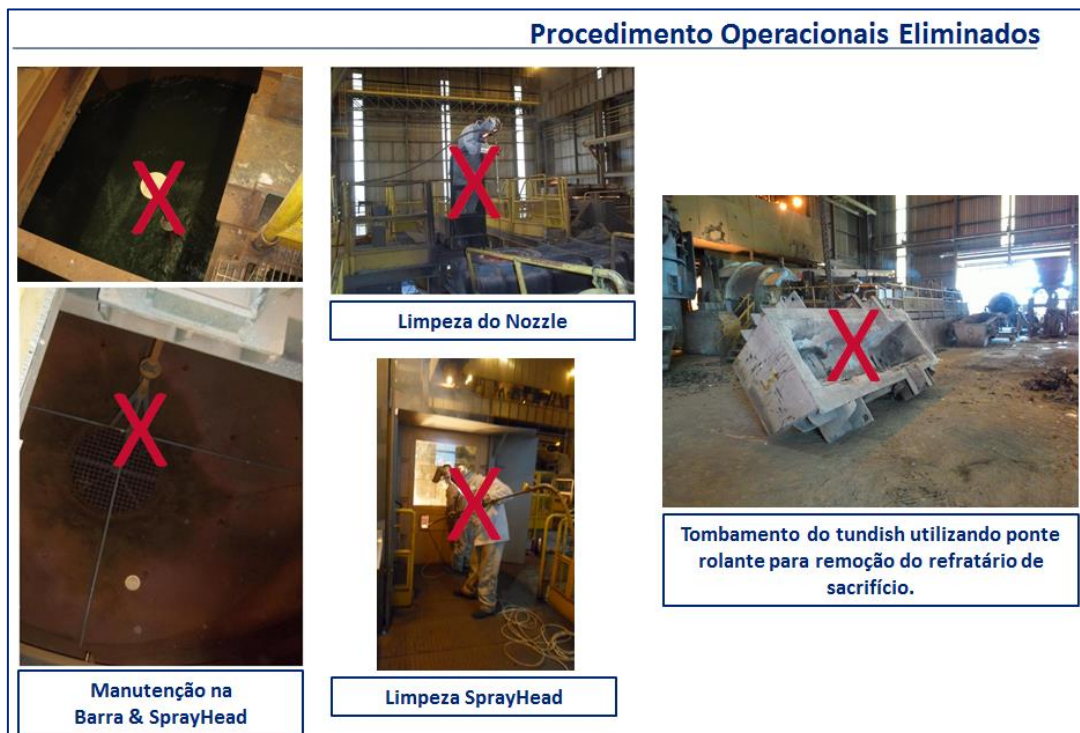 Procedimento Operacionais Eliminados
Limpeza do Nozzle
Tombamento do tundish utilizando ponte
rolante para remoção do refratário de
sacrifício.
Manutenção na
Barra & SprayHead
Limpeza SprayHead